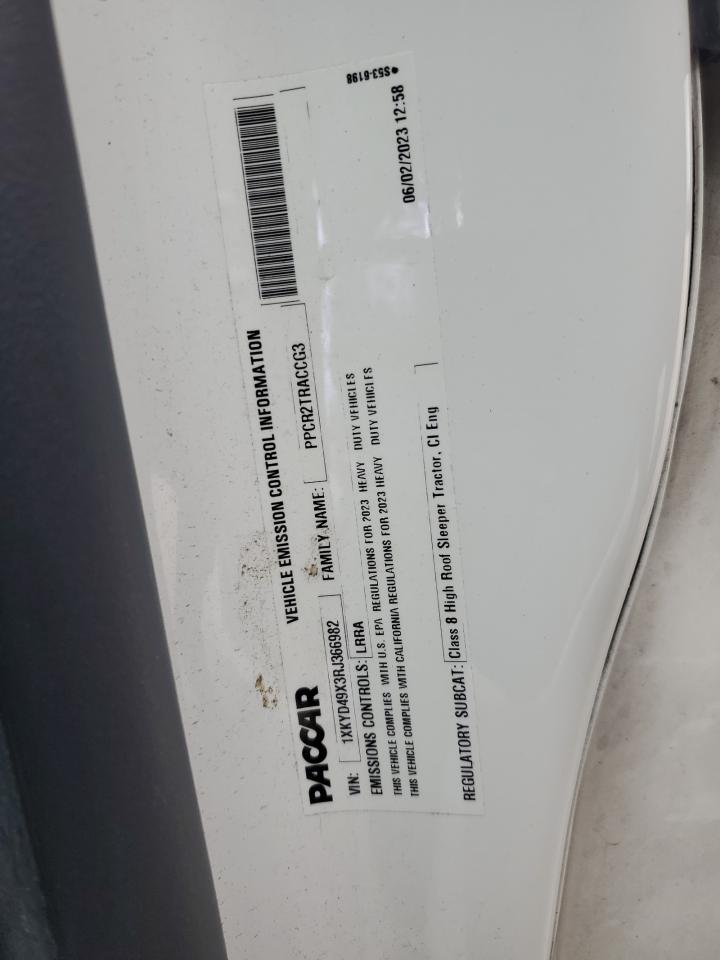 PACCAR
VEHICLE EMISSION CONTROL INFORMATION
VIN: 1XKYD49X3RJ366982 FAMILY NAME: PPCR2TRACCG3
EMISSIONS CONTROLS: LRRA
THIS VEHICLE COMPLIES WITH U.S. EPA REGULATIONS FOR 2023 HEAVY DUTY VEHICLES
THIS VEHICLE COMPLIES WITH CALIFORNIA REGULATIONS FOR 2023 HEAVY DUTY VEHICLES
REGULATORY SUBCAT: Class 8 High Roof Sleeper Tractor, CI Eng
06/02/2023 12:58
S53-6198